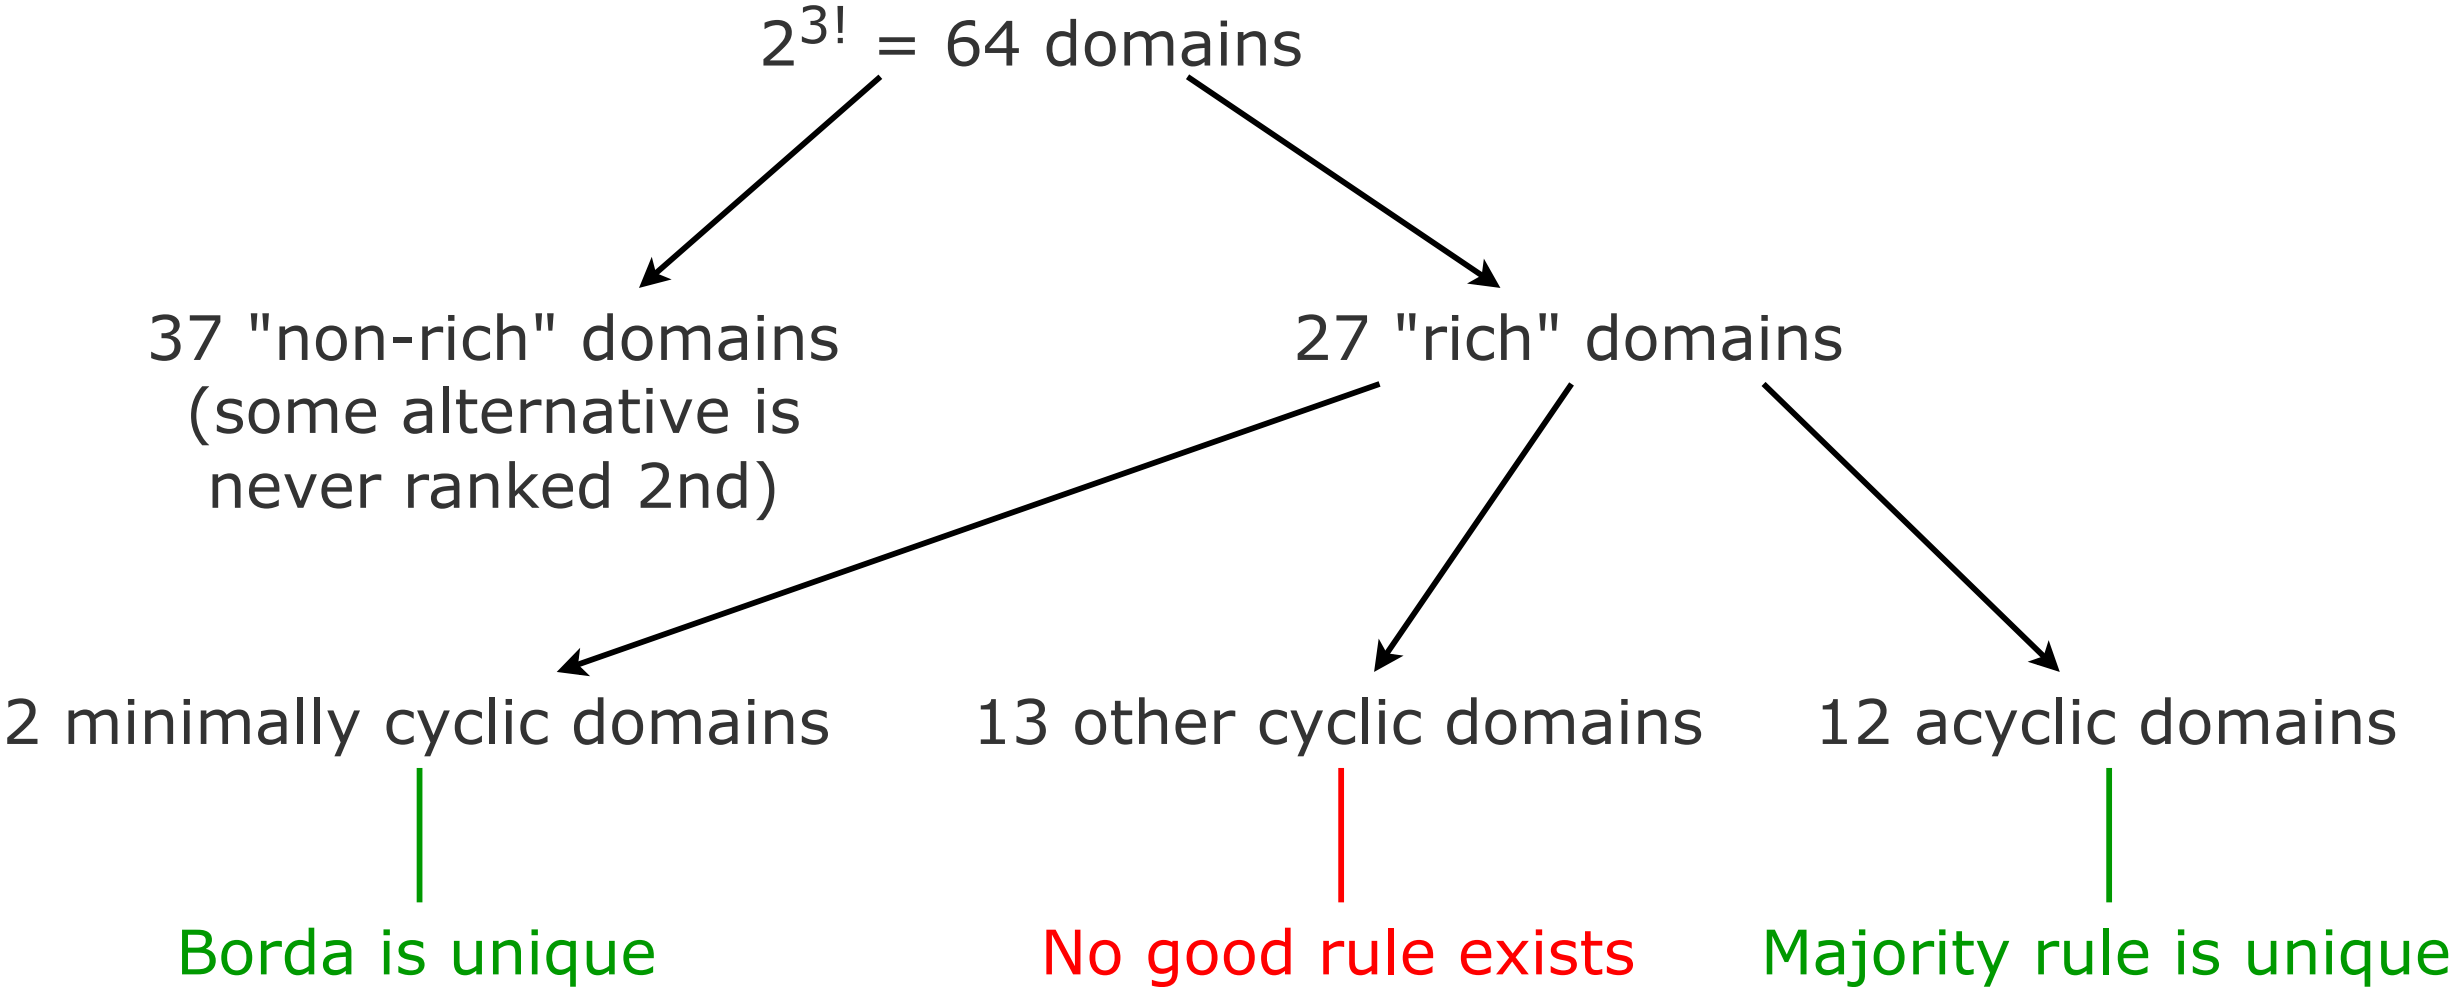 2^3! = 64 domains
37 "non-rich" domains
(some alternative is
never ranked 2nd)
27 "rich" domains
2 minimally cyclic domains
13 other cyclic domains
12 acyclic domains
Borda is unique
No good rule exists
Majority rule is unique